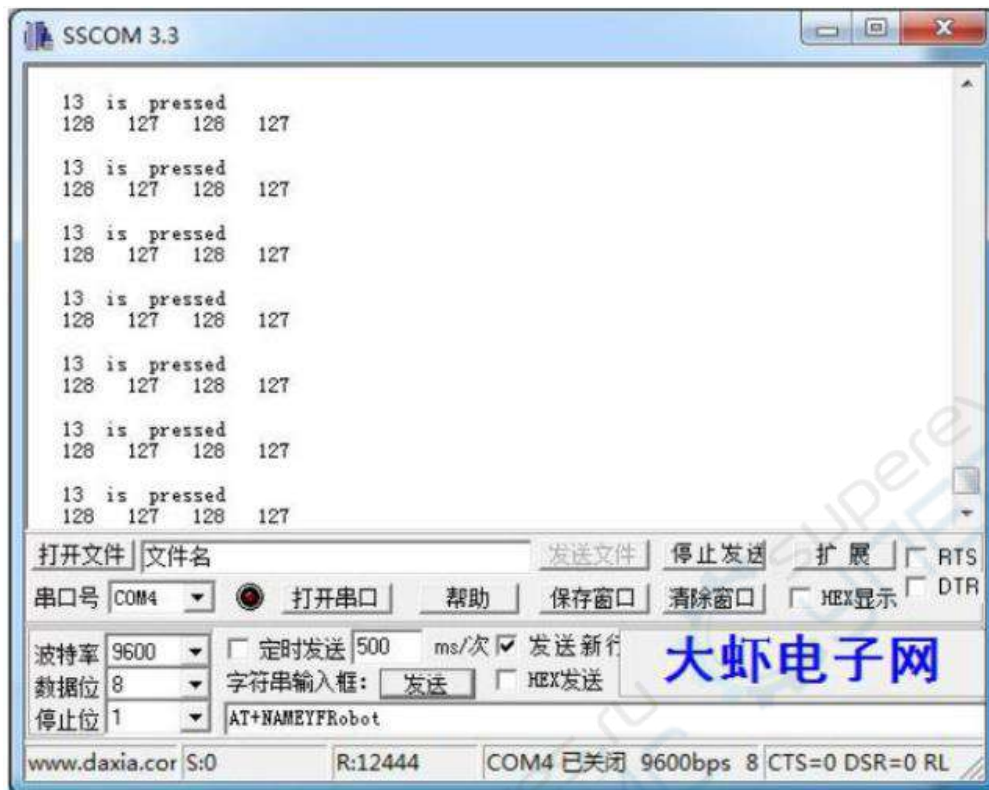 SSCOM 3.3
13 is pressed
128 127 128 127
13 is pressed
128 127 128 127
13 is pressed
128 127 128 127
13 is pressed
128 127 128 127
13 is pressed
128 127 128 127
13 is pressed
128 127 128 127
13 is pressed
128 127 128 127
打开文件 文件名 发送文件 停止发送 扩展 RTS
串口号 COM4 打开串口 帮助 保存窗口 清除窗口 HEX显示 DTR
波特率 9600 定时发送 500 ms/次 发送新行 大虾电子网
数据位 8 字符串输入框: 发送 HEX发送
停止位 1 AT+NAMEYFRobot
www.daxia.cor S:0 R:12444 COM4 已关闭 9600bps 8 CTS=0 DSR=0 RL